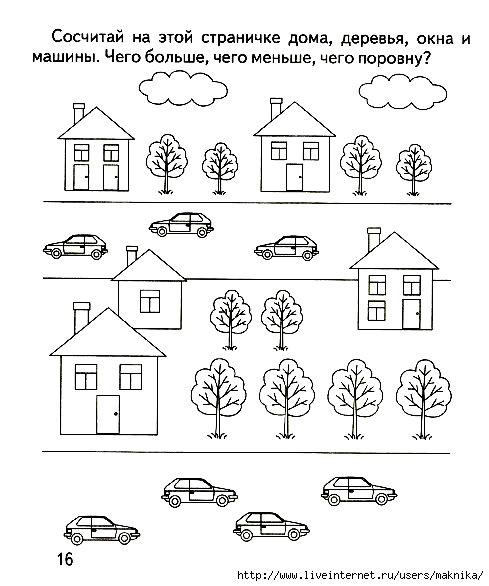 Сосчитай на этой страничке дома, деревья, окна и
машины. Чего больше, чего меньше, чего поровну?
16
http://www.liveinternet.ru/users/maknika/